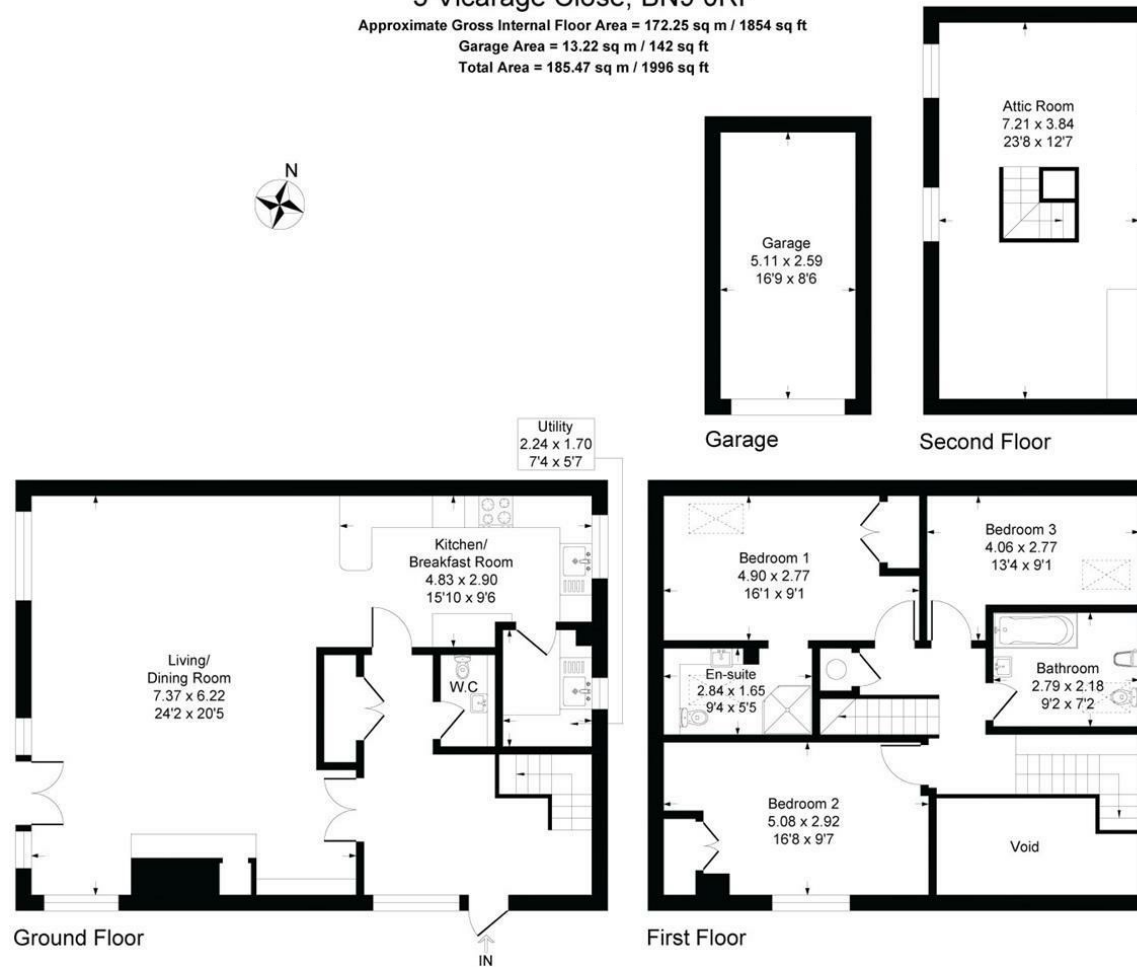 Approximate Gross Internal Floor Area = 172.25 sq m / 1854 sq ft
Garage Area = 13.22 sq m / 142 sq ft
Total Area = 185.47 sq m / 1996 sq ft
N
Attic Room
7.21 x 3.84
23'8 x 12'7
Garage
5.11 x 2.59
16'9 x 8'6
Garage
Second Floor
Utility
2.24 x 1.70
7'4 x 5'7
Kitchen/
Breakfast Room
4.83 x 2.90
15'10 x 9'6
Living/
Dining Room
7.37 x 6.22
24'2 x 20'5
W.C
IN
Ground Floor
Bedroom 1
4.90 x 2.77
16'1 x 9'1
Bedroom 3
4.06 x 2.77
13'4 x 9'1
En-suite
2.84 x 1.65
9'4 x 5'5
Bathroom
2.79 x 2.18
9'2 x 7'2
Bedroom 2
5.08 x 2.92
16'8 x 9'7
Void
First Floor